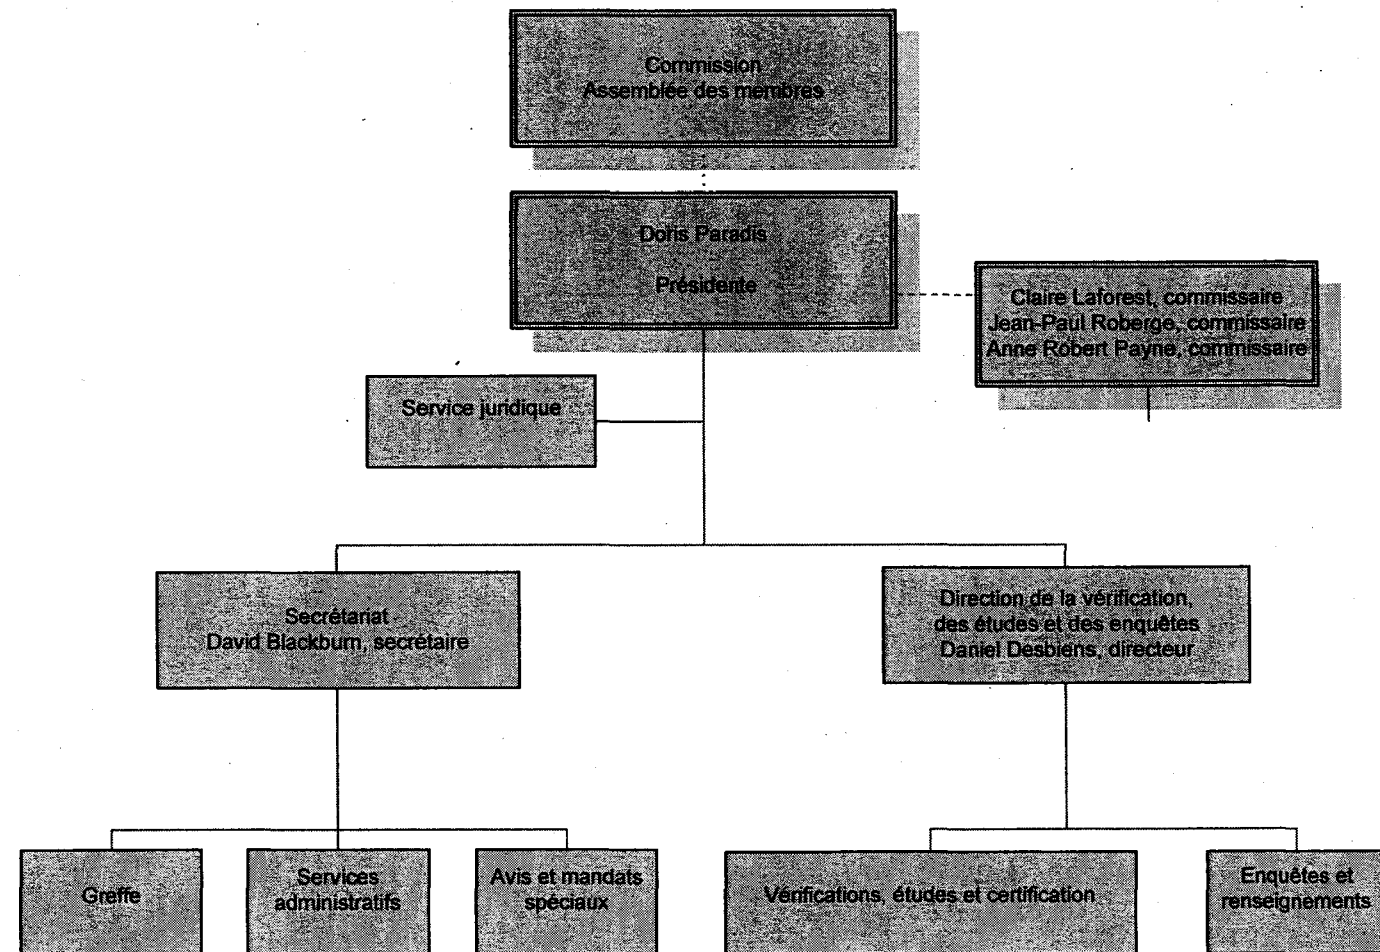 Commission
Assemblée des membres
Doris Paradis
Présidente
Claire Laforest, commissaire
Jean-Paul Roberge, commissaire
Anne Robert Payne, commissaire
Service juridique
Secrétariat
David Blackburn, secrétaire
Direction de la vérification,
des études et des enquêtes
Daniel Desbiens, directeur
Greffe
Services
administratifs
Avis et mandats
spéciaux
Vérifications, études et certification
Enquêtes et
renseignements